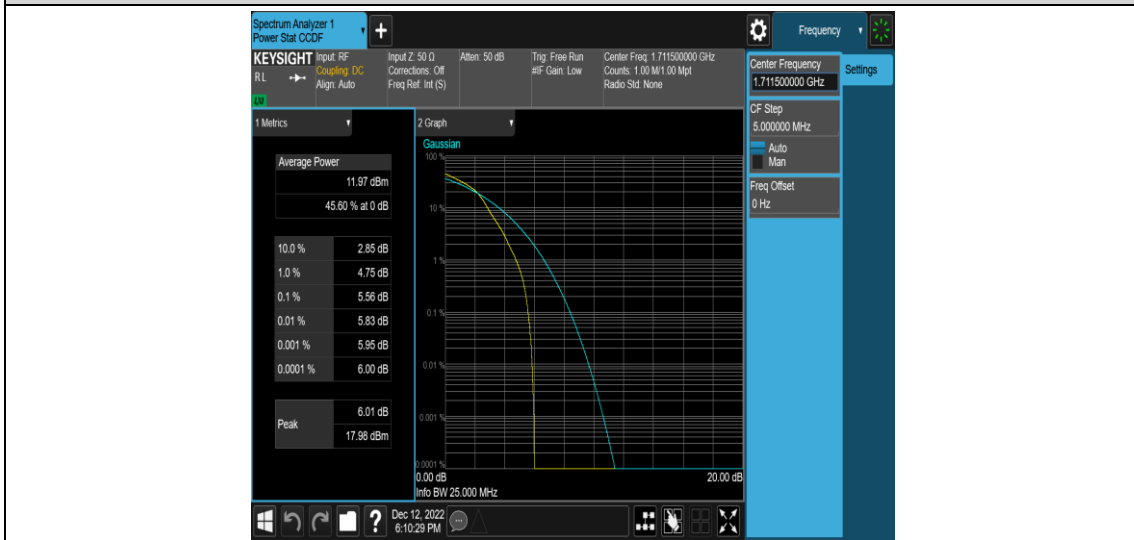 Spectrum Analyzer 1
Power Stat CCDF
+
Frequency
KEYSIGHT
RL
LXI
Input: RF
Coupling: DC
Align: Auto
Input Z: 50 Ω
Corrections: Off
Freq Ref: Int (S)
Atten: 50 dB
Trig: Free Run
#IF Gain: Low
Center Freq: 1.711500000 GHz
Counts: 1.00 M/1.00 Mpt
Radio Std: None
Center Frequency
1.711500000 GHz
Settings
CF Step
5.000000 MHz
Auto
Man
Freq Offset
0 Hz
1 Metrics
Average Power
11.97 dBm
45.60 % at 0 dB
10.0 % 2.85 dB
1.0 % 4.75 dB
0.1 % 5.56 dB
0.01 % 5.83 dB
0.001 % 5.95 dB
0.0001 % 6.00 dB
Peak
6.01 dB
17.98 dBm
2 Graph
Gaussian
100 %
10 %
1 %
0.1 %
0.01 %
0.001 %
0.0001 %
0.00 dB 20.00 dB
Info BW 25.000 MHz
?
Dec 12, 2022
6:10:29 PM